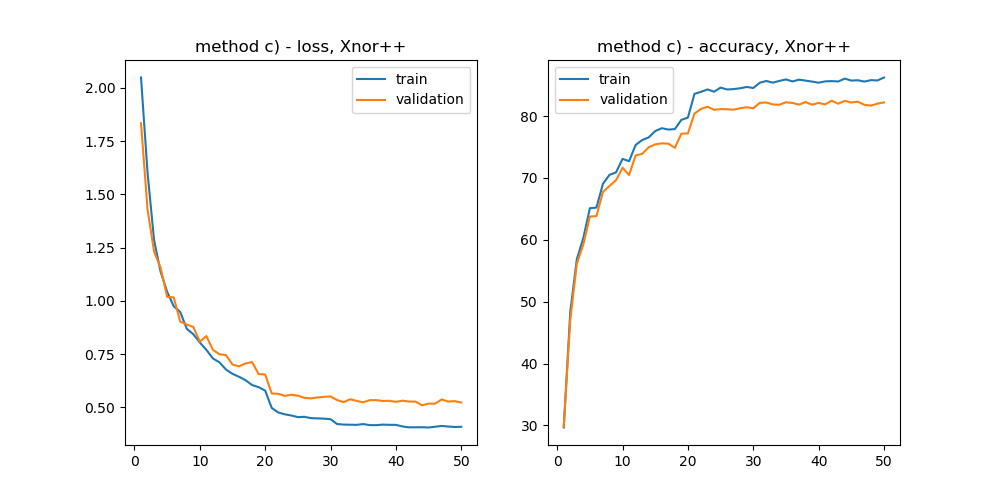 method c) - loss, Xnor++
train
validation
2.00
1.75
1.50
1.25
1.00
0.75
0.50
0 10 20 30 40 50
method c) - accuracy, Xnor++
train
validation
80
70
60
50
40
30
0 10 20 30 40 50